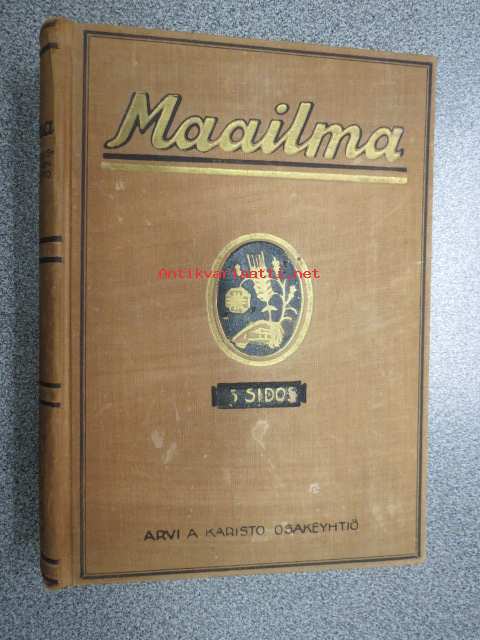 Maailma
Antikvariaatti.net
5 SIDOS
ARVI A KARISTO OSAKEYHTIÖ